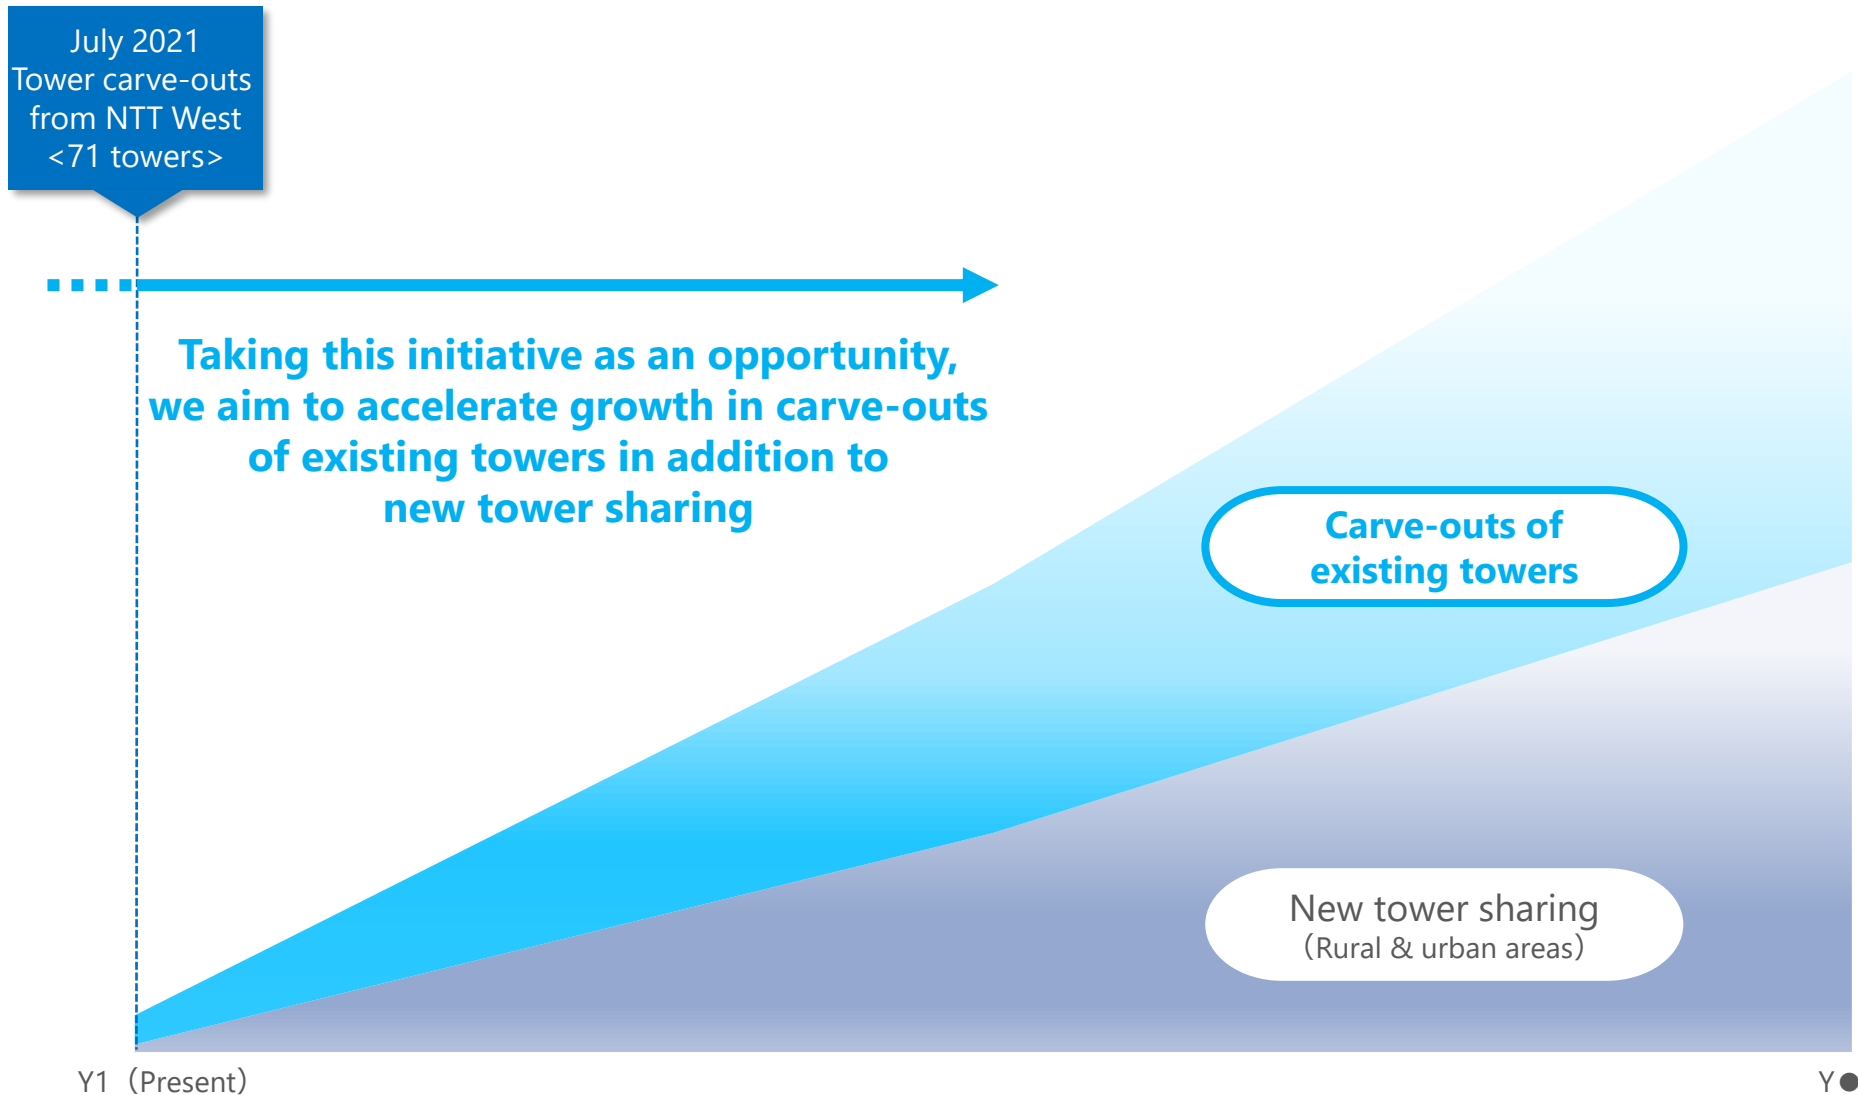 July 2021
Tower carve-outs
from NTT West
<71 towers>
Taking this initiative as an opportunity,
we aim to accelerate growth in carve-outs
of existing towers in addition to
new tower sharing
Carve-outs of
existing towers
New tower sharing
（Rural & urban areas）
Y1（Present）
Y●